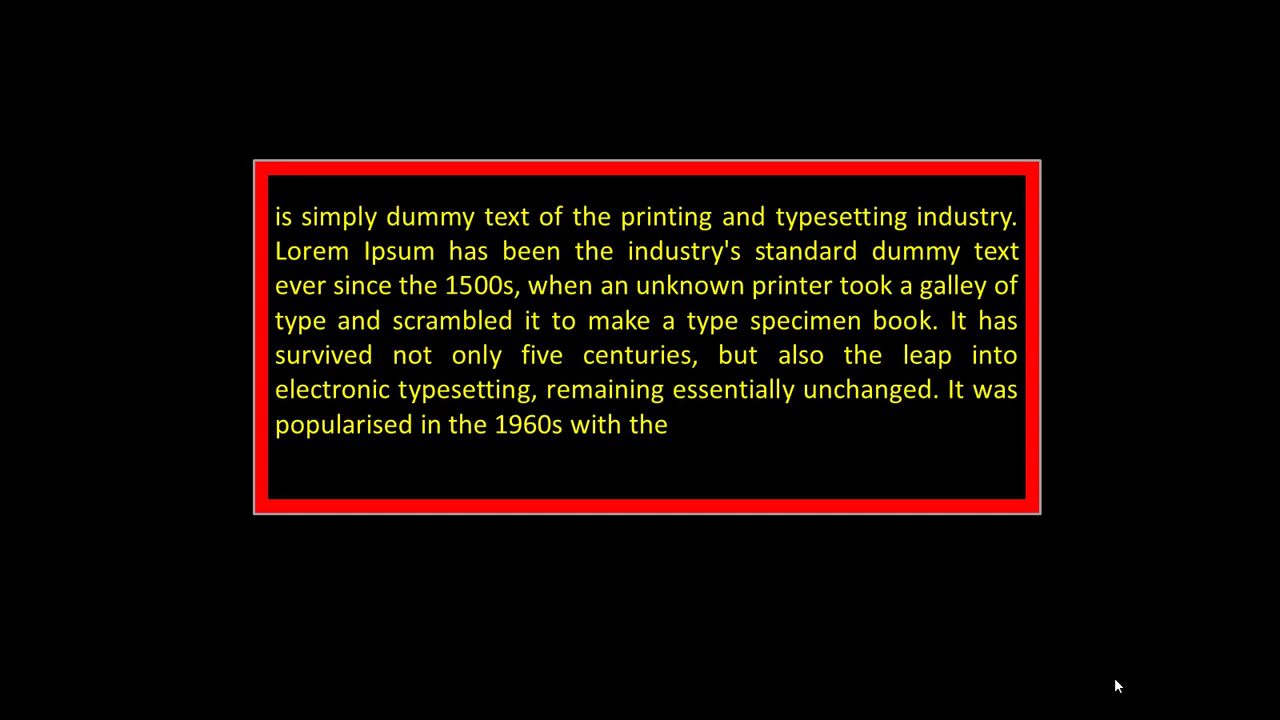 is simply dummy text of the printing and typesetting industry.
Lorem Ipsum has been the industry's standard dummy text
ever since the 1500s, when an unknown printer took a galley of
type and scrambled it to make a type specimen book. It has
survived not only five centuries, but also the leap into
electronic typesetting, remaining essentially unchanged. It was
popularised in the 1960s with the